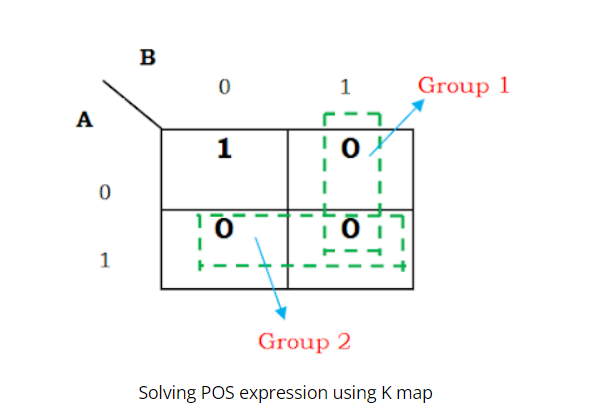 B
0 1 Group 1
A
1 0
0
0 0
1
Group 2
Solving POS expression using K map